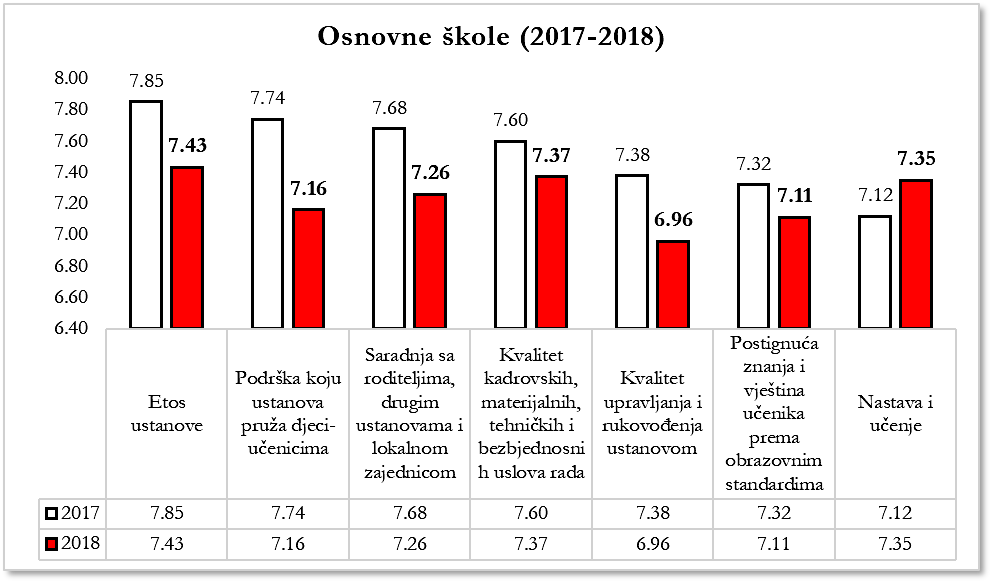 Osnovne škole (2017-2018)
8.00
7.80
7.60
7.40
7.20
7.00
6.80
6.60
6.40
7.85
7.43
7.74
7.16
7.68
7.26
7.60
7.37
7.38
6.96
7.32
7.11
7.12
7.35
Etos
ustanove
Podrška koju
ustanova
pruža djeci-
učenicima
Saradnja sa
roditeljima,
drugim
ustanovama i
lokalnom
zajednicom
Kvalitet
kadrovskih,
materijalnih,
tehničkih i
bezbjednosni
h uslova rada
Kvalitet
upravljanja i
rukovođenja
ustanovom
Postignuća
znanja i
vještina
učenika
prema
obrazovnim
standardima
Nastava i
učenje
2017 7.85 7.74 7.68 7.60 7.38 7.32 7.12
2018 7.43 7.16 7.26 7.37 6.96 7.11 7.35